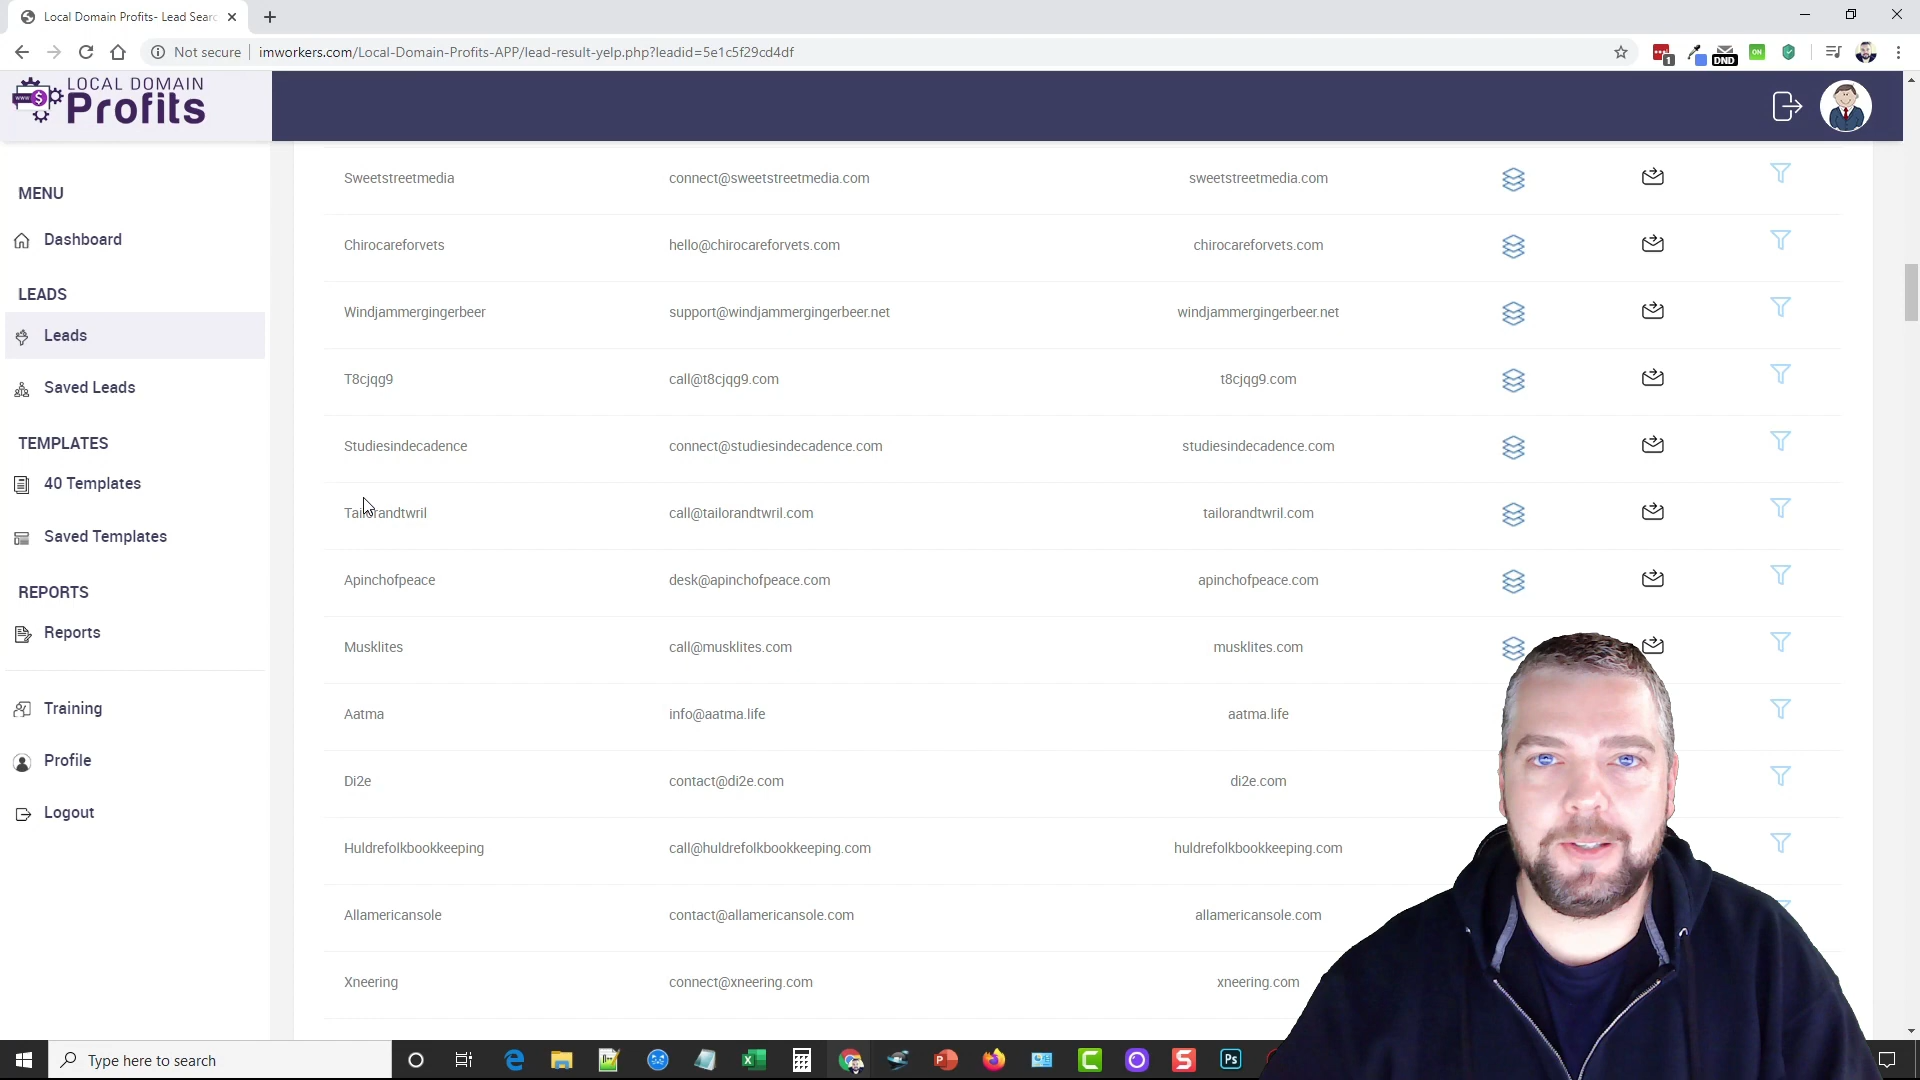 Local Domain Profits- Lead Searc
Not secure
imworkers.com/Local-Domain-Profits-APP/lead-result-yelp.php?leadid=5e1c5f29cd4df
1
DND
ON
LOCAL DOMAIN
Profits
www
$
MENU
Dashboard
LEADS
Leads
Saved Leads
TEMPLATES
40 Templates
Saved Templates
REPORTS
Reports
Training
Profile
Logout
Sweetstreetmedia connect@sweetstreetmedia.com sweetstreetmedia.com
Chirocareforvets hello@chirocareforvets.com chirocareforvets.com
Windjammergingerbeer support@windjammergingerbeer.net windjammergingerbeer.net
T8cjqg9 call@t8cjqg9.com t8cjqg9.com
Studiesindecadence connect@studiesindecadence.com studiesindecadence.com
Tailorandtwril call@tailorandtwril.com tailorandtwril.com
Apinchofpeace desk@apinchofpeace.com apinchofpeace.com
Musklites call@musklites.com musklites.com
Aatma info@aatma.life aatma.life
Di2e contact@di2e.com di2e.com
Huldrefolkbookkeeping call@huldrefolkbookkeeping.com huldrefolkbookkeeping.com
Allamericansole contact@allamericansole.com allamericansole.com
Xneering connect@xneering.com xneering.com
Type here to search
Ps